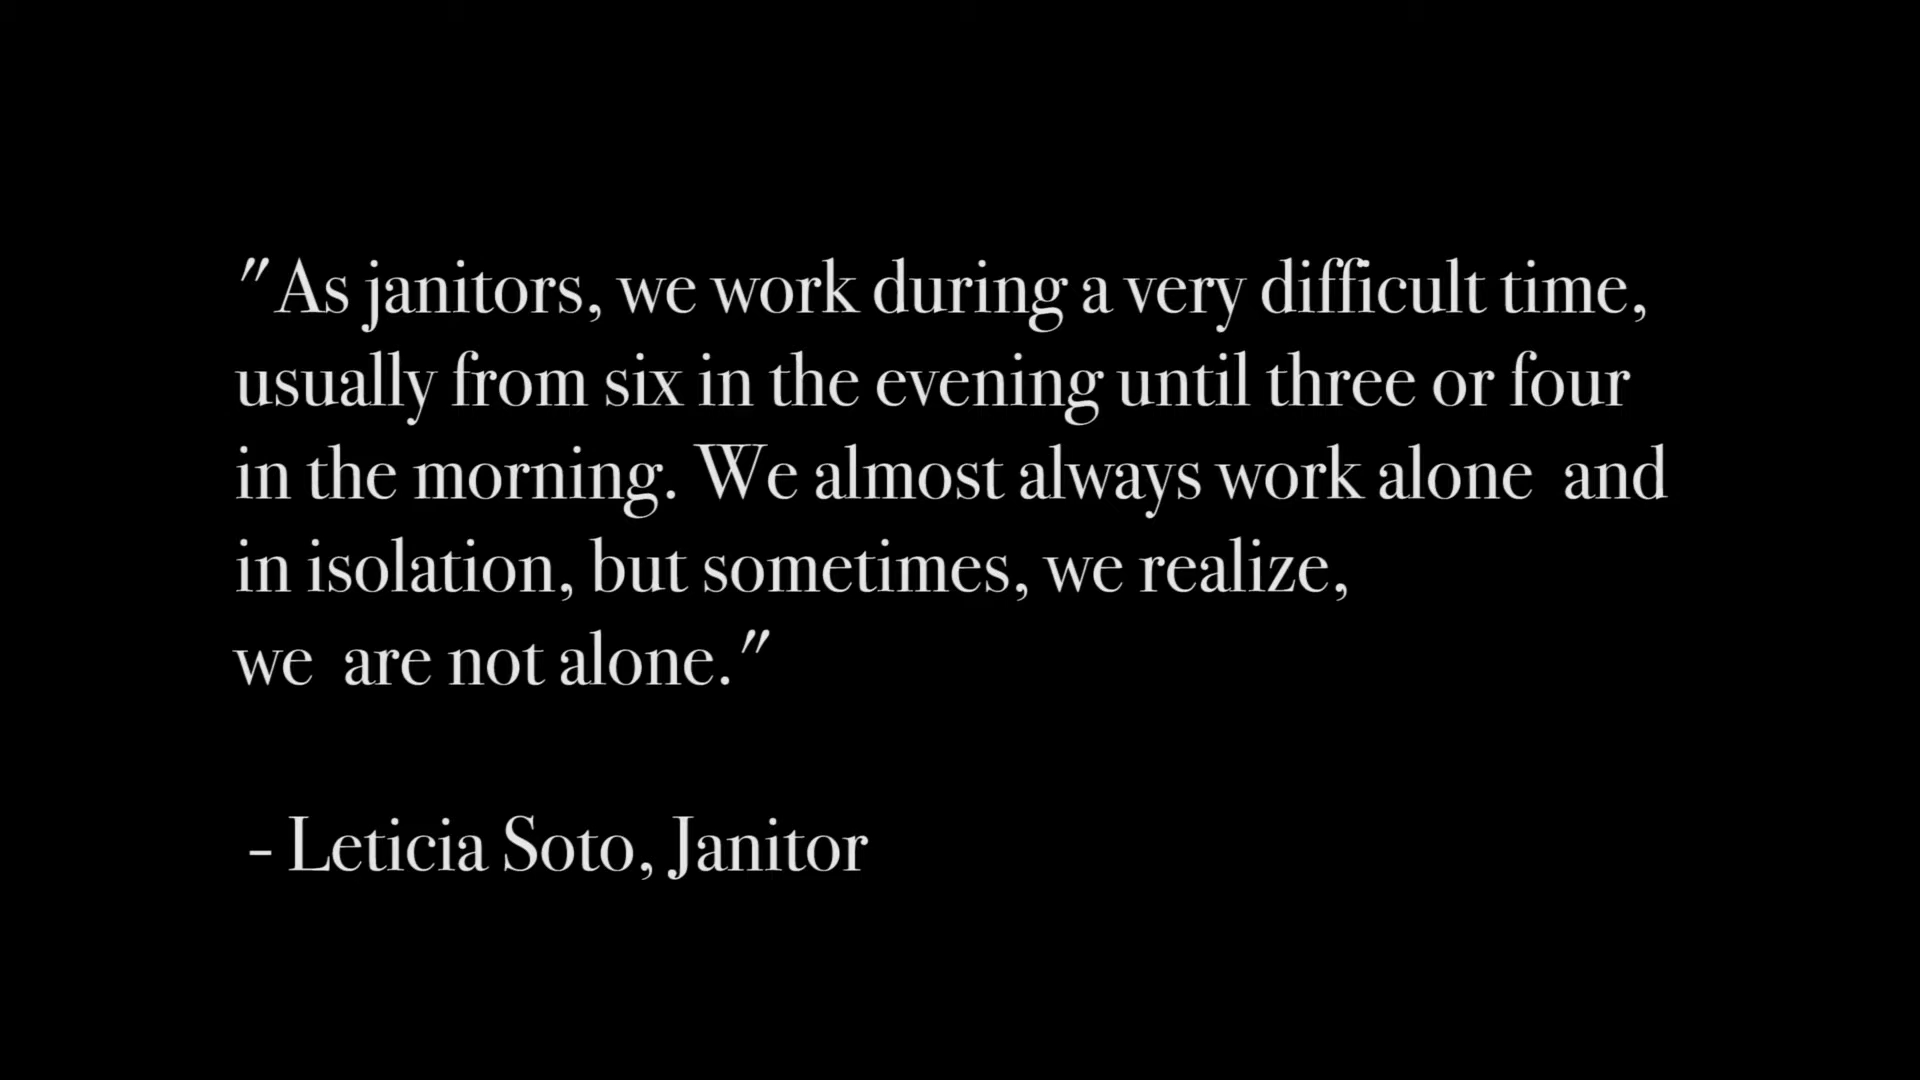 "As janitors, we work during a very difficult time,
usually from six in the evening until three or four
in the morning. We almost always work alone  and
in isolation, but sometimes, we realize,
we  are not alone."
- Leticia Soto, Janitor